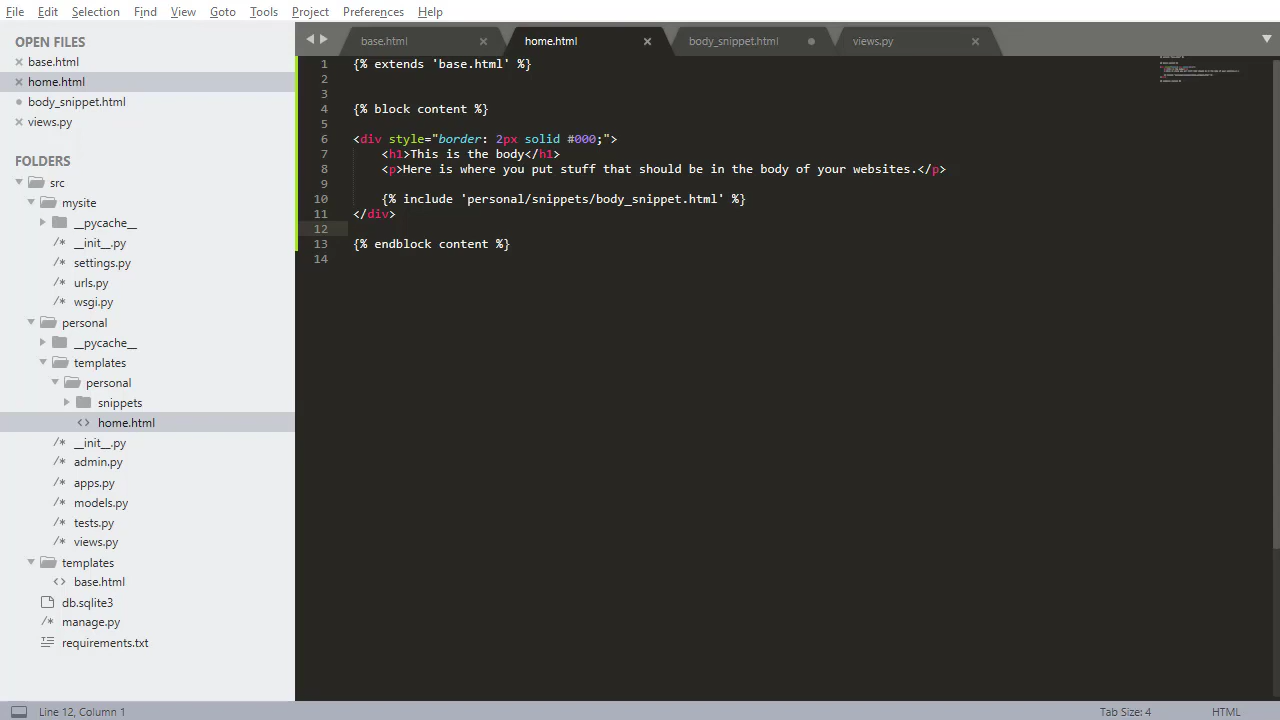 File Edit Selection Find View Goto Tools Project Preferences Help
OPEN FILES
base.html
home.html
body_snippet.html
views.py
FOLDERS
src
mysite
__pycache__
/* __init__.py
/* settings.py
/* urls.py
/* wsgi.py
personal
__pycache__
templates
personal
snippets
<> home.html
/* __init__.py
/* admin.py
/* apps.py
/* models.py
/* tests.py
/* views.py
templates
<> base.html
db.sqlite3
/* manage.py
requirements.txt
base.html home.html body_snippet.html views.py
1 {% extends 'base.html' %}
2
3
4 {% block content %}
5
6 <div style="border: 2px solid #000;">
7 <h1>This is the body</h1>
8 <p>Here is where you put stuff that should be in the body of your websites.</p>
9
10 {% include 'personal/snippets/body_snippet.html' %}
11 </div>
12
13 {% endblock content %}
14
Line 12, Column 1 Tab Size: 4 HTML